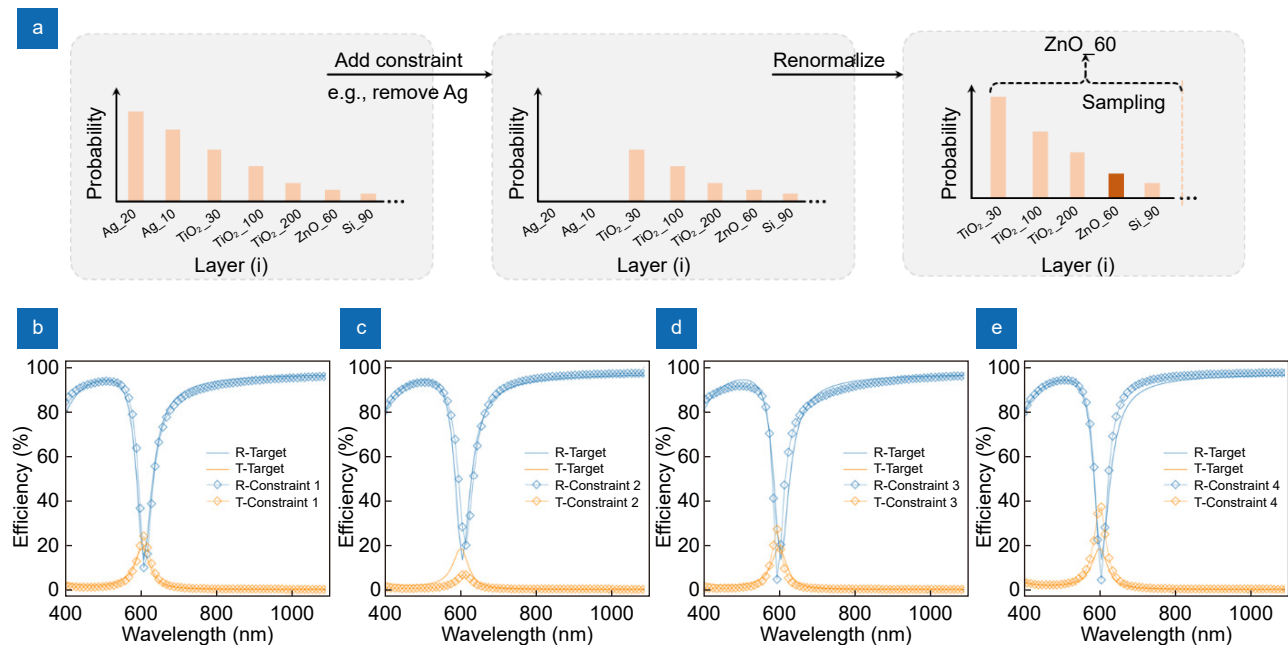 a
Add constraint
e.g., remove Ag
Renormalize
ZnO_60
Sampling
Probability
Ag_20
Ag_10
TiO₂_30
TiO₂_100
TiO₂_200
ZnO_60
Si_90
...
Layer (i)
Probability
Ag_20
Ag_10
TiO₂_30
TiO₂_100
TiO₂_200
ZnO_60
Si_90
...
Layer (i)
Probability
TiO₂_30
TiO₂_100
TiO₂_200
ZnO_60
Si_90
...
Layer (i)
b
Efficiency (%)
100
80
60
40
20
0
R-Target
T-Target
R-Constraint 1
T-Constraint 1
400 600 800 1000
Wavelength (nm)
c
Efficiency (%)
100
80
60
40
20
0
R-Target
T-Target
R-Constraint 2
T-Constraint 2
400 600 800 1000
Wavelength (nm)
d
Efficiency (%)
100
80
60
40
20
0
R-Target
T-Target
R-Constraint 3
T-Constraint 3
400 600 800 1000
Wavelength (nm)
e
Efficiency (%)
100
80
60
40
20
0
R-Target
T-Target
R-Constraint 4
T-Constraint 4
400 600 800 1000
Wavelength (nm)